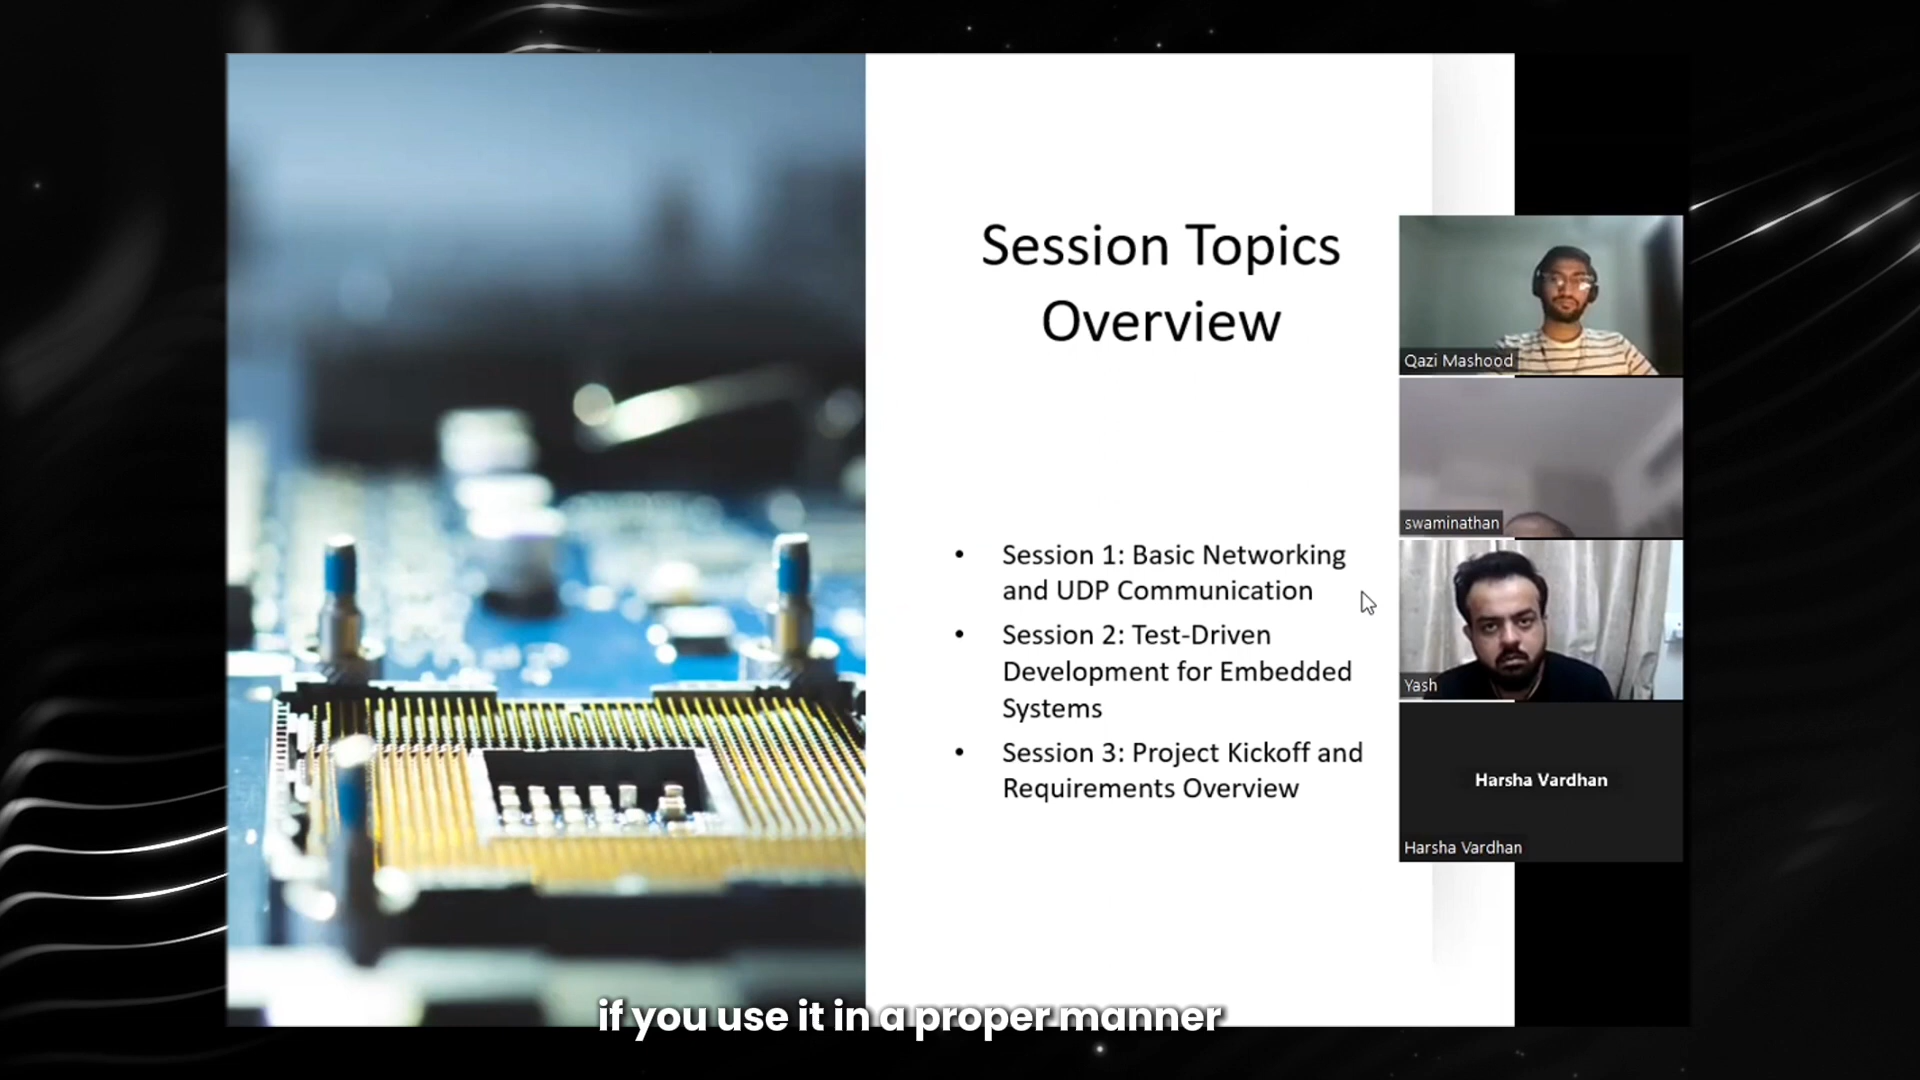 Session Topics
Overview
• Session 1: Basic Networking
and UDP Communication
• Session 2: Test-Driven
Development for Embedded
Systems
• Session 3: Project Kickoff and
Requirements Overview
Qazi Mashood
swaminathan
Yash
Harsha Vardhan
Harsha Vardhan
if you use it in a proper manner